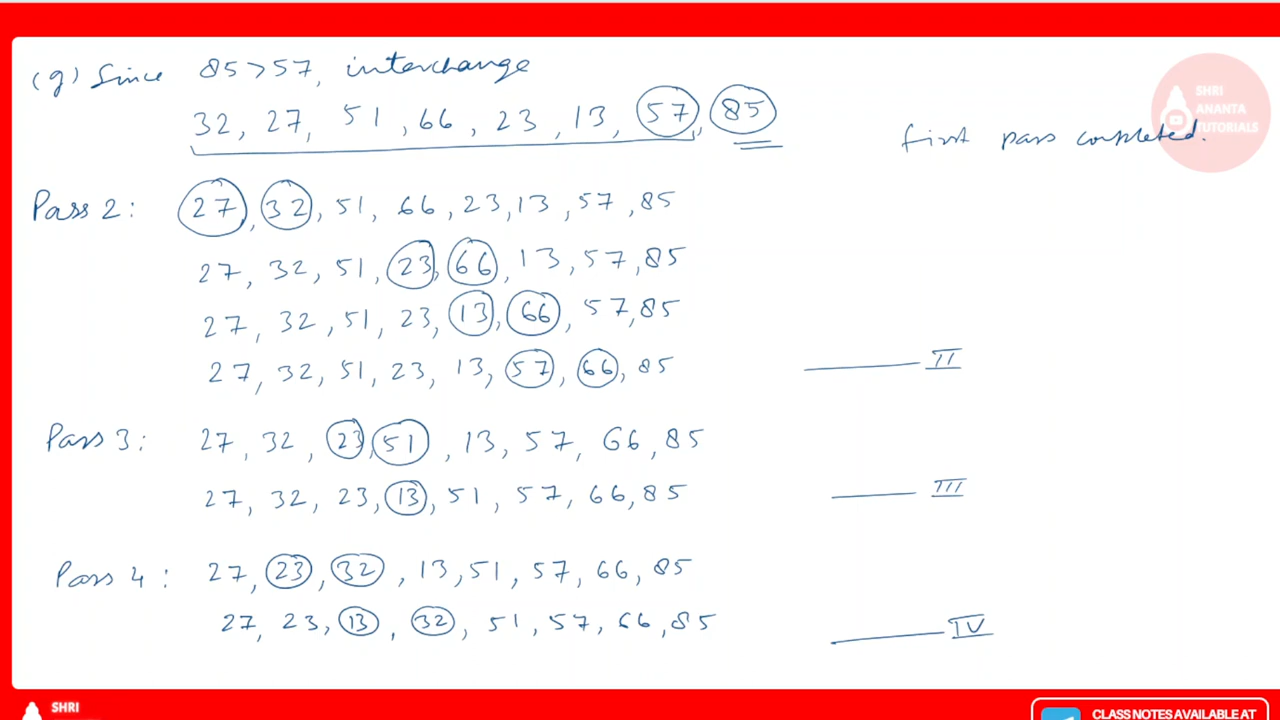 (g) Since 85>57, interchange
32, 27, 51, 66, 23, 13, 57, 85
first pass completed.
SHRI
ANANTA
TUTORIALS
Pass 2: 27, 32, 51, 66, 23, 13, 57, 85
27, 32, 51, 23, 66, 13, 57, 85
27, 32, 51, 23, 13, 66, 57, 85
27, 32, 51, 23, 13, 57, 66, 85 —— II
Pass 3: 27, 32, 23, 51, 13, 57, 66, 85
27, 32, 23, 13, 51, 57, 66, 85 —— III
Pass 4: 27, 23, 32, 13, 51, 57, 66, 85
27, 23, 13, 32, 51, 57, 66, 85 —— IV
SHRI
CLASS NOTES AVAILABLE AT